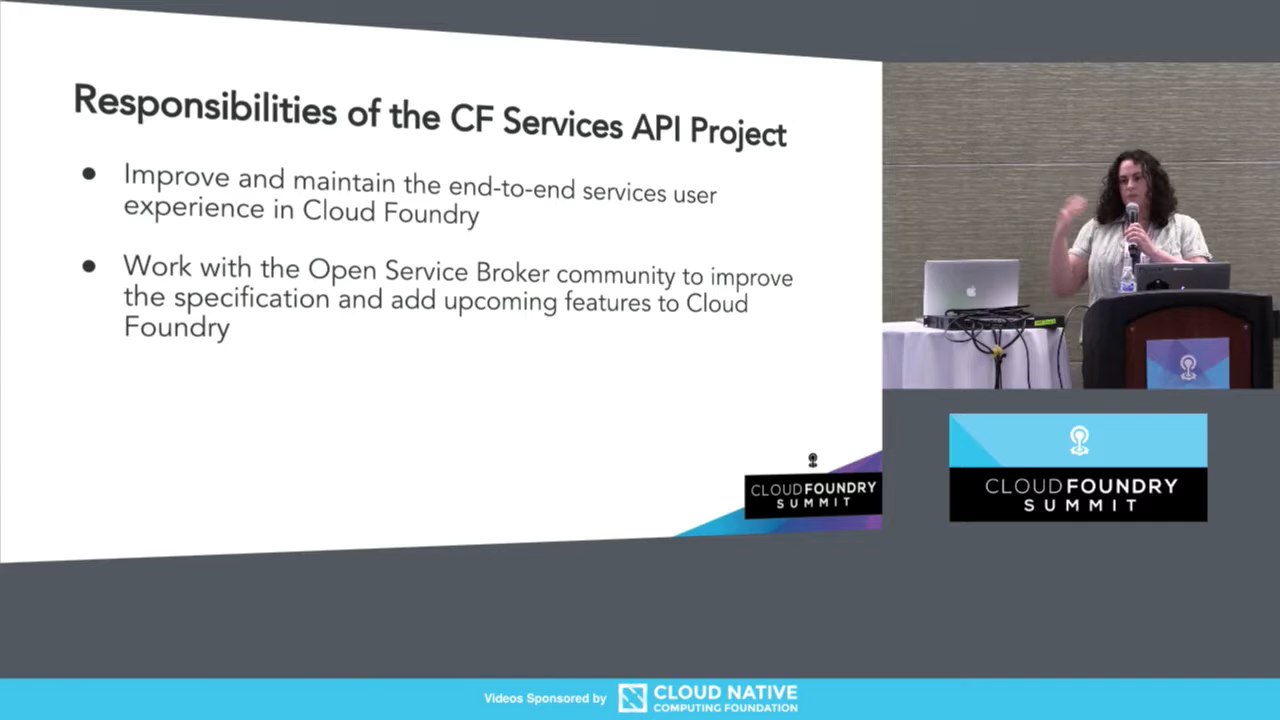 Responsibilities of the CF Services API Project
● Improve and maintain the end-to-end services user
experience in Cloud Foundry
● Work with the Open Service Broker community to improve
the specification and add upcoming features to Cloud
Foundry
CLOUDFOUNDRY
SUMMIT
CLOUDFOUNDRY
SUMMIT
Videos Sponsored by
CLOUD NATIVE
COMPUTING FOUNDATION